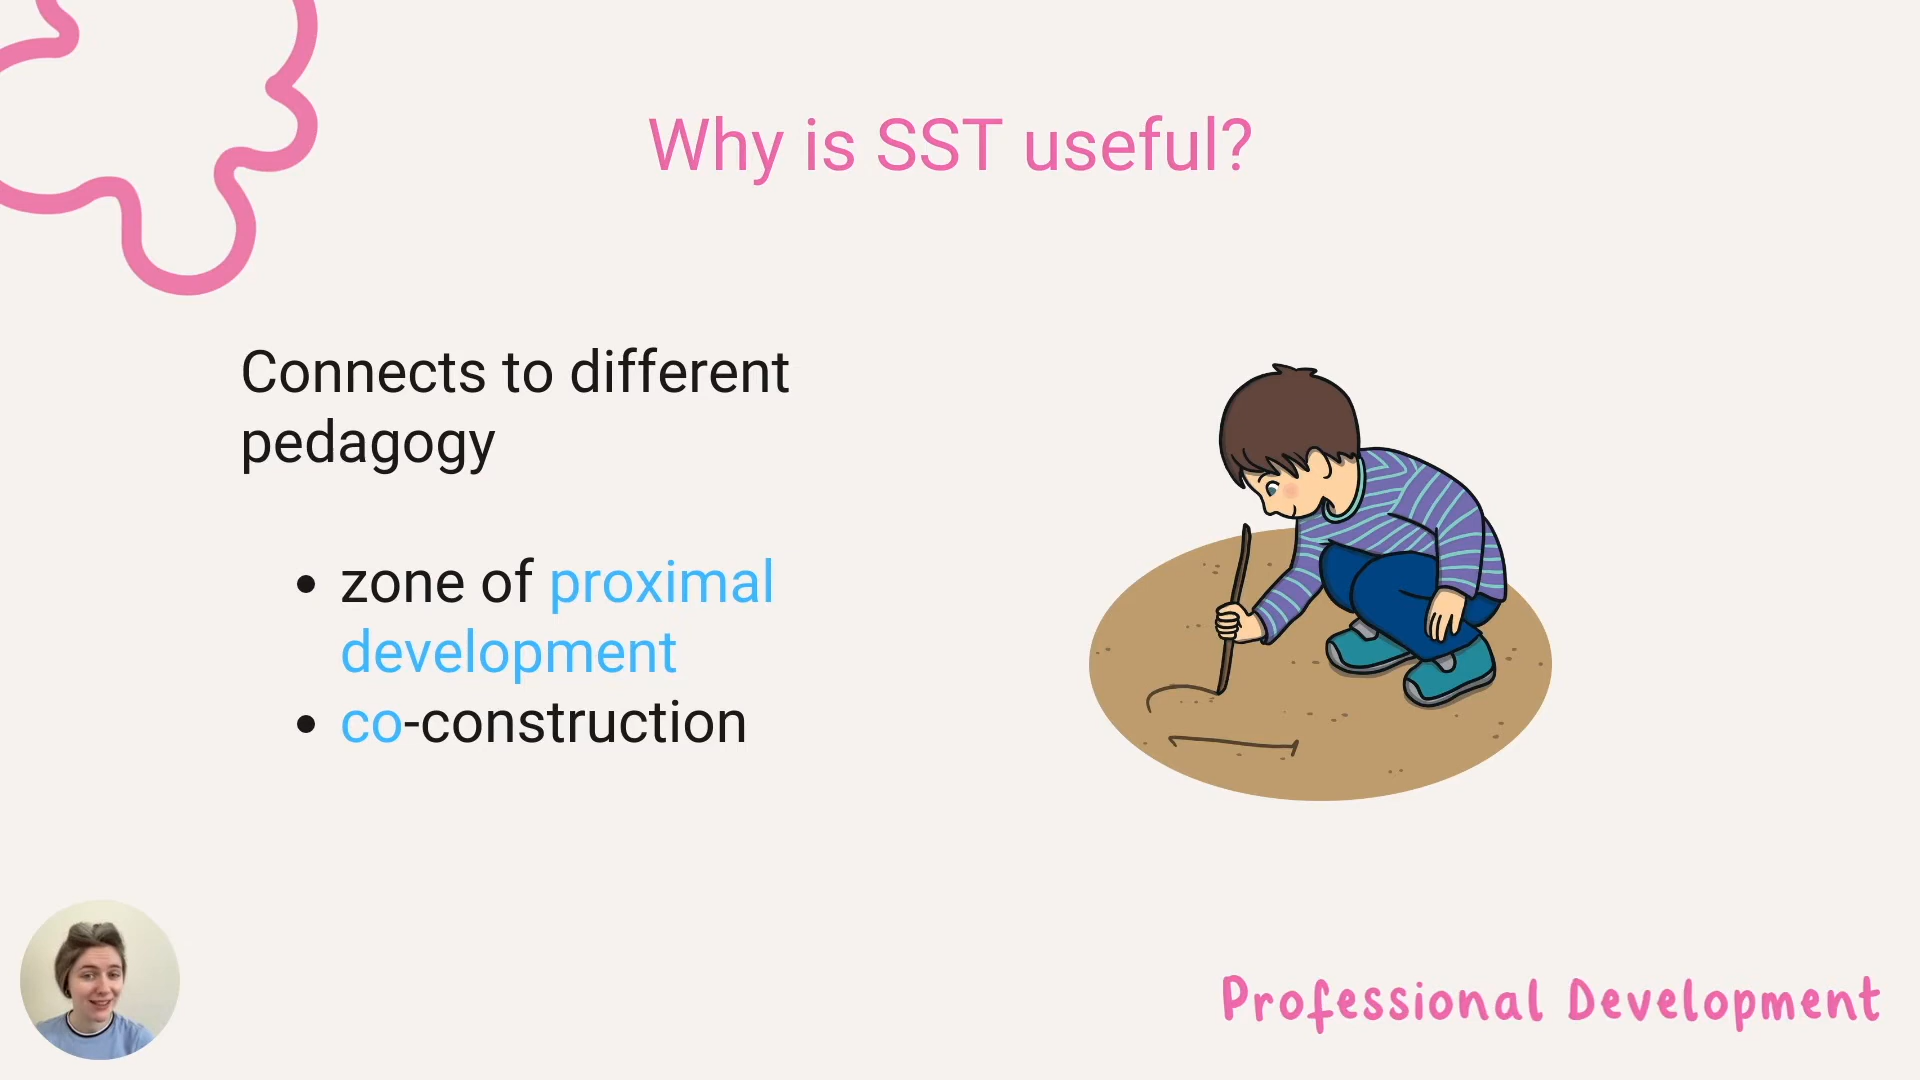 Why is SST useful?
Connects to different
pedagogy
• zone of proximal
development
• co-construction
Professional Development